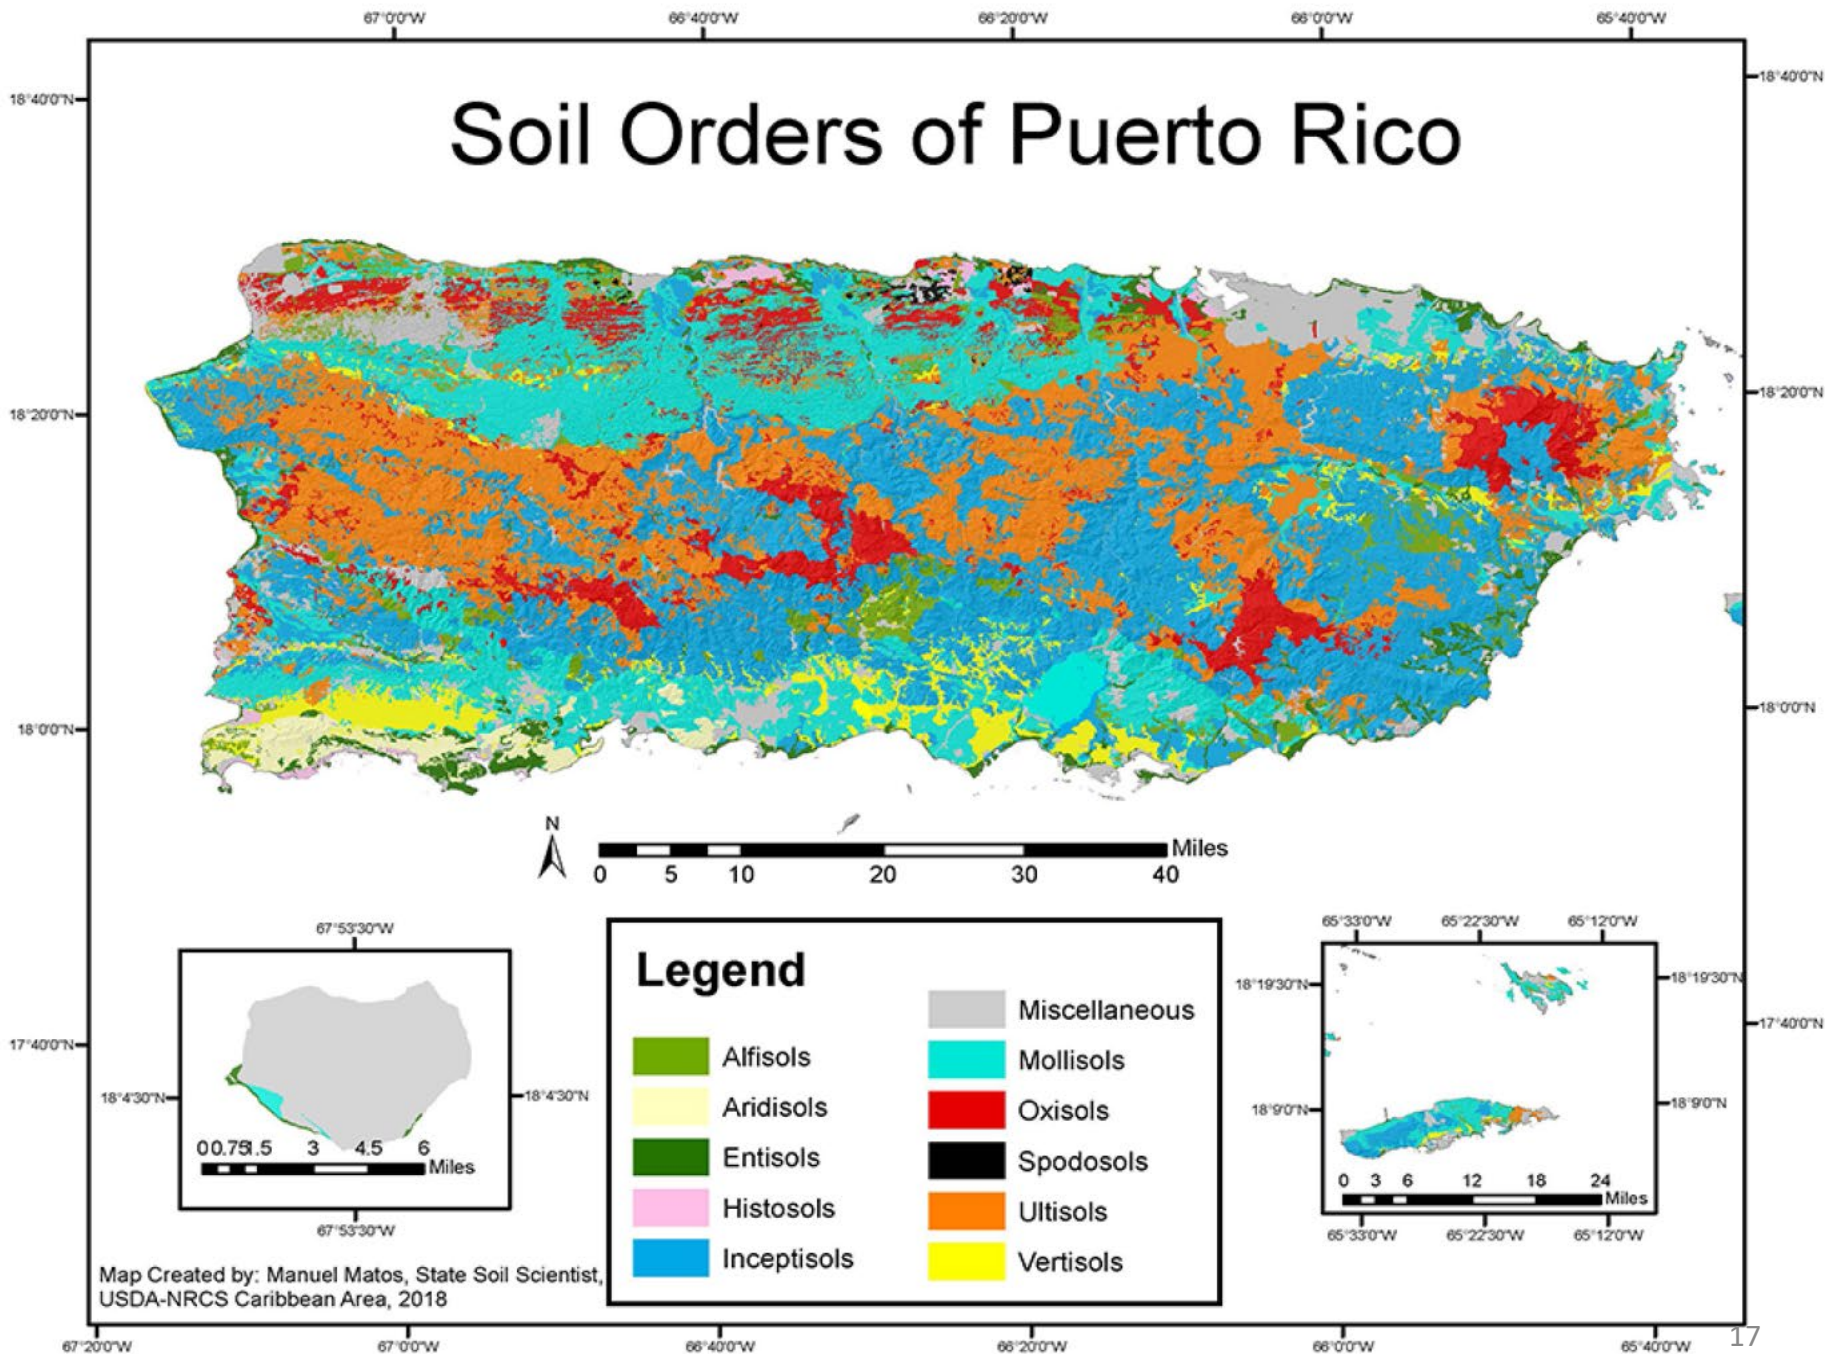 67°0'0"W 66°40'0"W 66°20'0"W 66°0'0"W 65°40'0"W
18°40'0"N 18°40'0"N
Soil Orders of Puerto Rico
18°20'0"N 18°20'0"N
18°0'0"N 18°0'0"N
N
Miles
0 5 10 20 30 40
67°53'30"W
18°4'30"N 18°4'30"N
0 0.75 1.5 3 4.5 6
Miles
67°53'30"W
17°40'0"N 17°40'0"N
Legend
Alfisols
Aridisols
Entisols
Histosols
Inceptisols
Miscellaneous
Mollisols
Oxisols
Spodosols
Ultisols
Vertisols
65°33'0"W 65°22'30"W 65°12'0"W
18°19'30"N 18°19'30"N
18°9'0"N 18°9'0"N
0 3 6 12 18 24
Miles
65°33'0"W 65°22'30"W 65°12'0"W
Map Created by: Manuel Matos, State Soil Scientist,
USDA-NRCS Caribbean Area, 2018
67°20'0"W 67°0'0"W 66°40'0"W 66°20'0"W 66°0'0"W 65°40'0"W
17